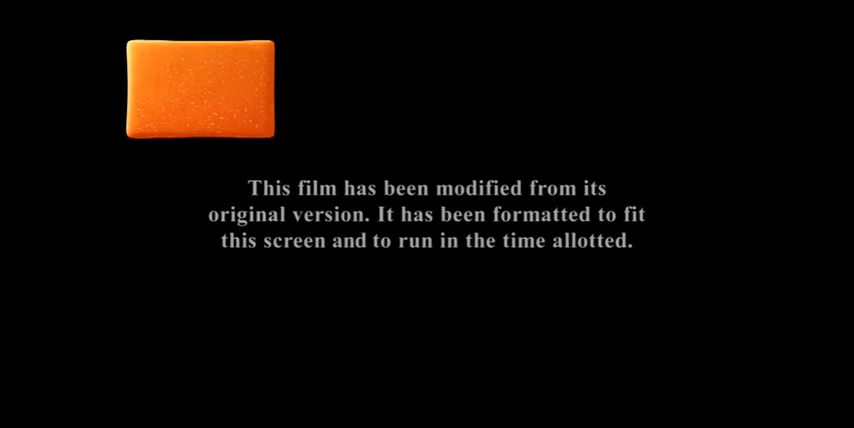 This film has been modified from its
original version. It has been formatted to fit
this screen and to run in the time allotted.